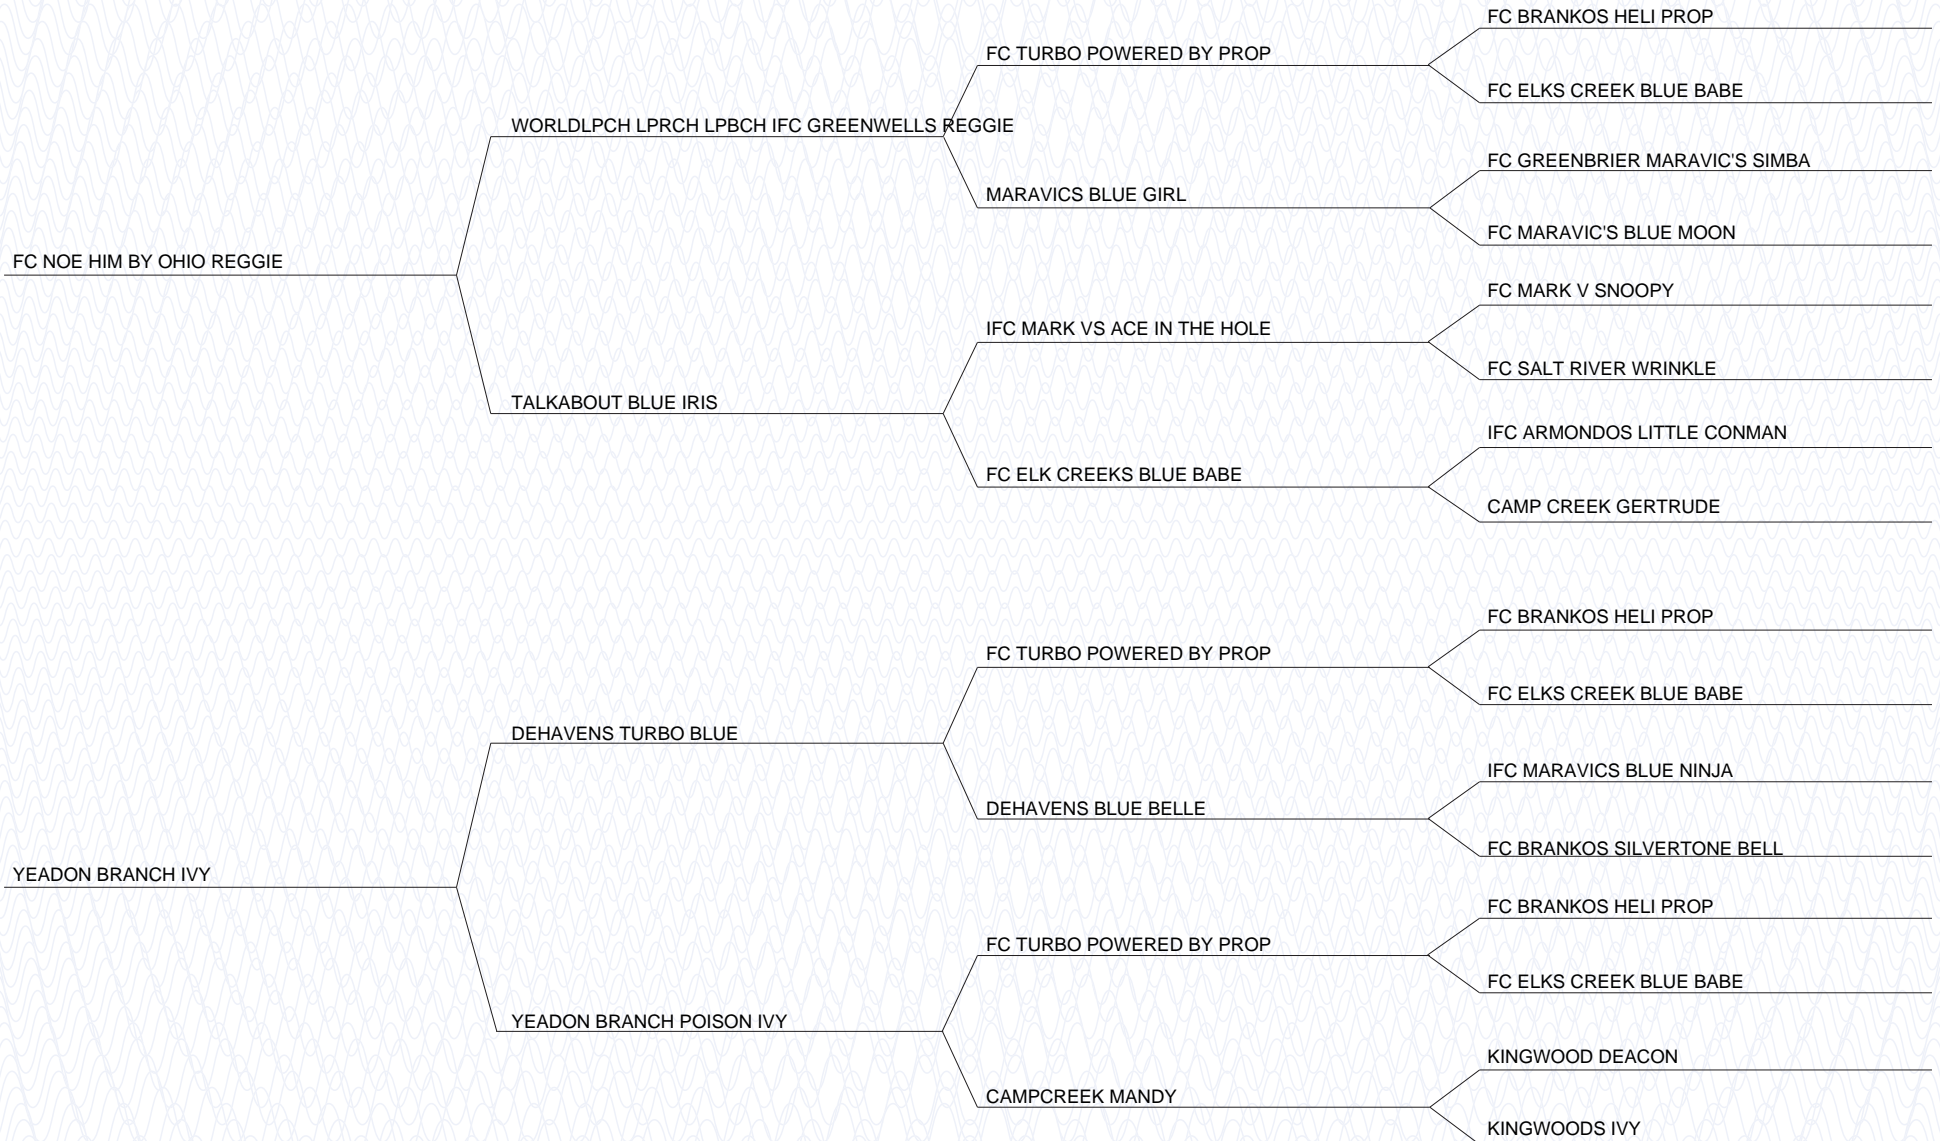 FC BRANKOS HELI PROP
FC TURBO POWERED BY PROP
FC ELKS CREEK BLUE BABE
WORLDLPCH LPRCH LPBCH IFC GREENWELLS REGGIE
FC GREENBRIER MARAVIC'S SIMBA
MARAVICS BLUE GIRL
FC MARAVIC'S BLUE MOON
FC NOE HIM BY OHIO REGGIE
FC MARK V SNOOPY
IFC MARK VS ACE IN THE HOLE
FC SALT RIVER WRINKLE
TALKABOUT BLUE IRIS
IFC ARMONDOS LITTLE CONMAN
FC ELK CREEKS BLUE BABE
CAMP CREEK GERTRUDE
FC BRANKOS HELI PROP
FC TURBO POWERED BY PROP
FC ELKS CREEK BLUE BABE
DEHAVENS TURBO BLUE
IFC MARAVICS BLUE NINJA
DEHAVENS BLUE BELLE
FC BRANKOS SILVERTONE BELL
YEADON BRANCH IVY
FC BRANKOS HELI PROP
FC TURBO POWERED BY PROP
FC ELKS CREEK BLUE BABE
YEADON BRANCH POISON IVY
KINGWOOD DEACON
CAMPCREEK MANDY
KINGWOODS IVY